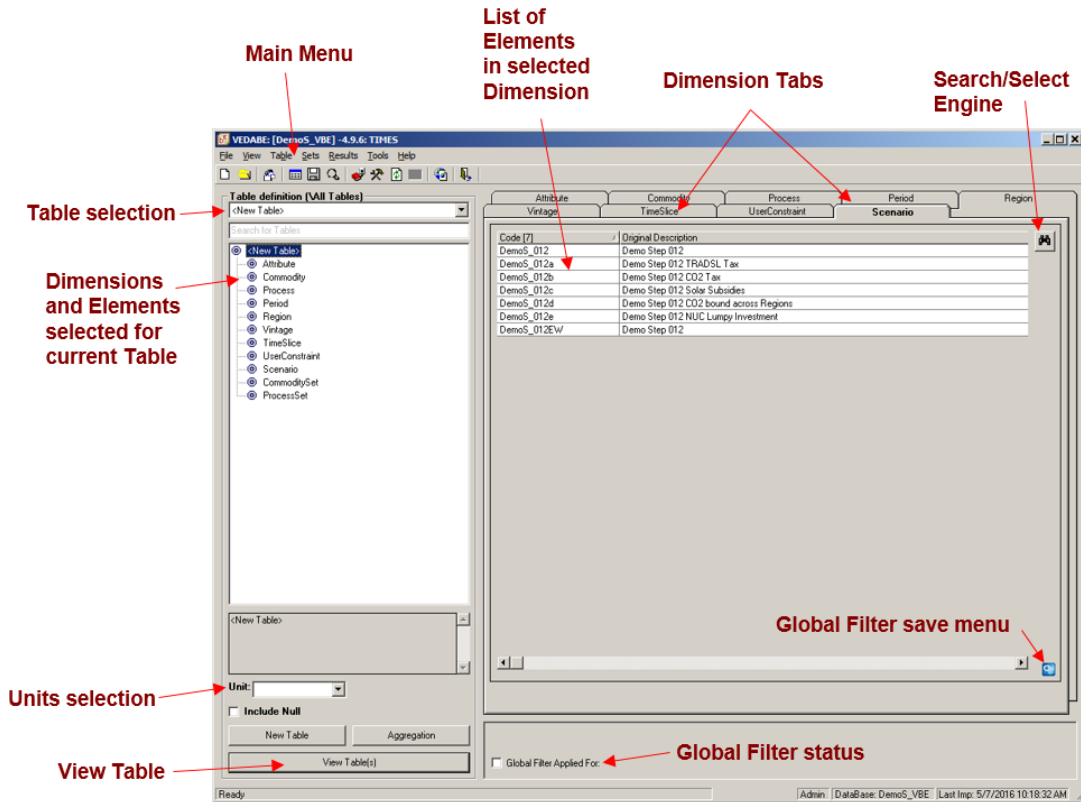 List of
Elements
in selected
Dimension
Main Menu
Dimension Tabs
Search/Select
Engine
VEDABE: [DemoS_VBE] -4.9.6: TIMES
File View Table Sets Results Tools Help
Table selection
Table definition (\All Tables)
<New Table>
Search for Tables
<New Table>
Attribute
Commodity
Process
Period
Region
Vintage
TimeSlice
UserConstraint
Scenario
CommoditySet
ProcessSet
Dimensions
and Elements
selected for
current Table
Attribute Commodity Process Period Region
Vintage TimeSlice UserConstraint Scenario
Code [7] Original Description
DemoS_012 Demo Step 012
DemoS_012a Demo Step 012 TRADSL Tax
DemoS_012b Demo Step 012 CO2 Tax
DemoS_012c Demo Step 012 Solar Subsidies
DemoS_012d Demo Step 012 CO2 bound across Regions
DemoS_012e Demo Step 012 NUC Lumpy Investment
DemoS_012EW Demo Step 012
<New Table>
Global Filter save menu
Units selection
Unit:
Include Null
New Table Aggregation
View Table
View Table(s)
Global Filter Applied For:
Global Filter status
Ready
Admin DataBase: DemoS_VBE Last Imp: 5/7/2016 10:18:32 AM